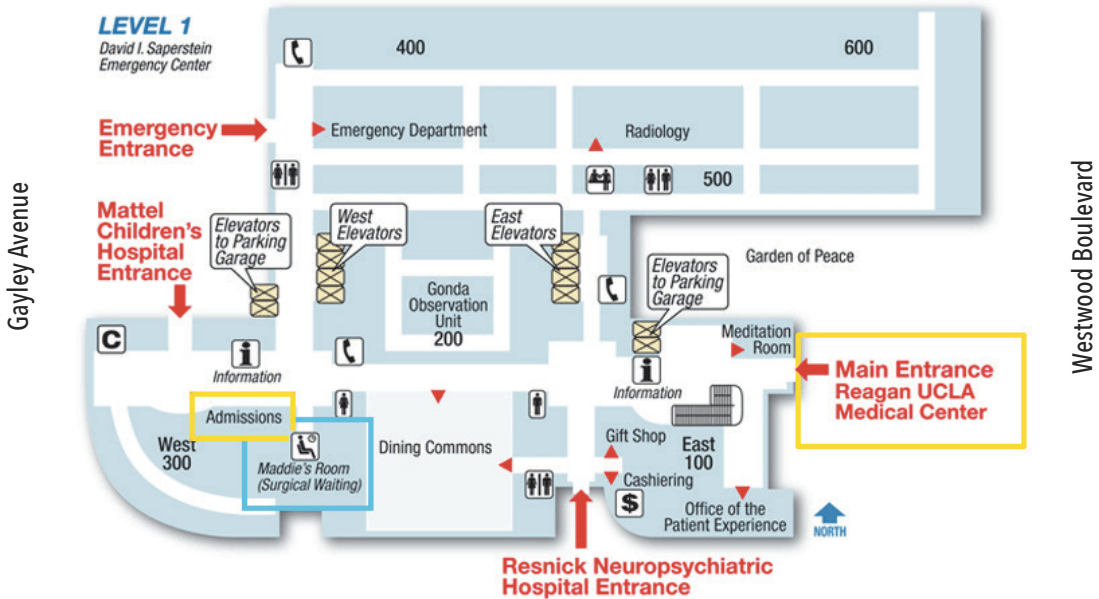 LEVEL 1
David I. Saperstein
Emergency Center
400
600
Emergency
Entrance
Emergency Department
Radiology
500
Gayley Avenue
Westwood Boulevard
Mattel
Children's
Hospital
Entrance
Elevators
to Parking
Garage
West
Elevators
East
Elevators
Garden of Peace
Elevators
to Parking
Garage
Gonda
Observation
Unit
200
Meditation
Room
C
i
Information
i
Information
Main Entrance
Reagan UCLA
Medical Center
Admissions
West
300
Maddie's Room
(Surgical Waiting)
Dining Commons
Gift Shop
East
100
Cashiering
$
Office of the
Patient Experience
NORTH
Resnick Neuropsychiatric
Hospital Entrance